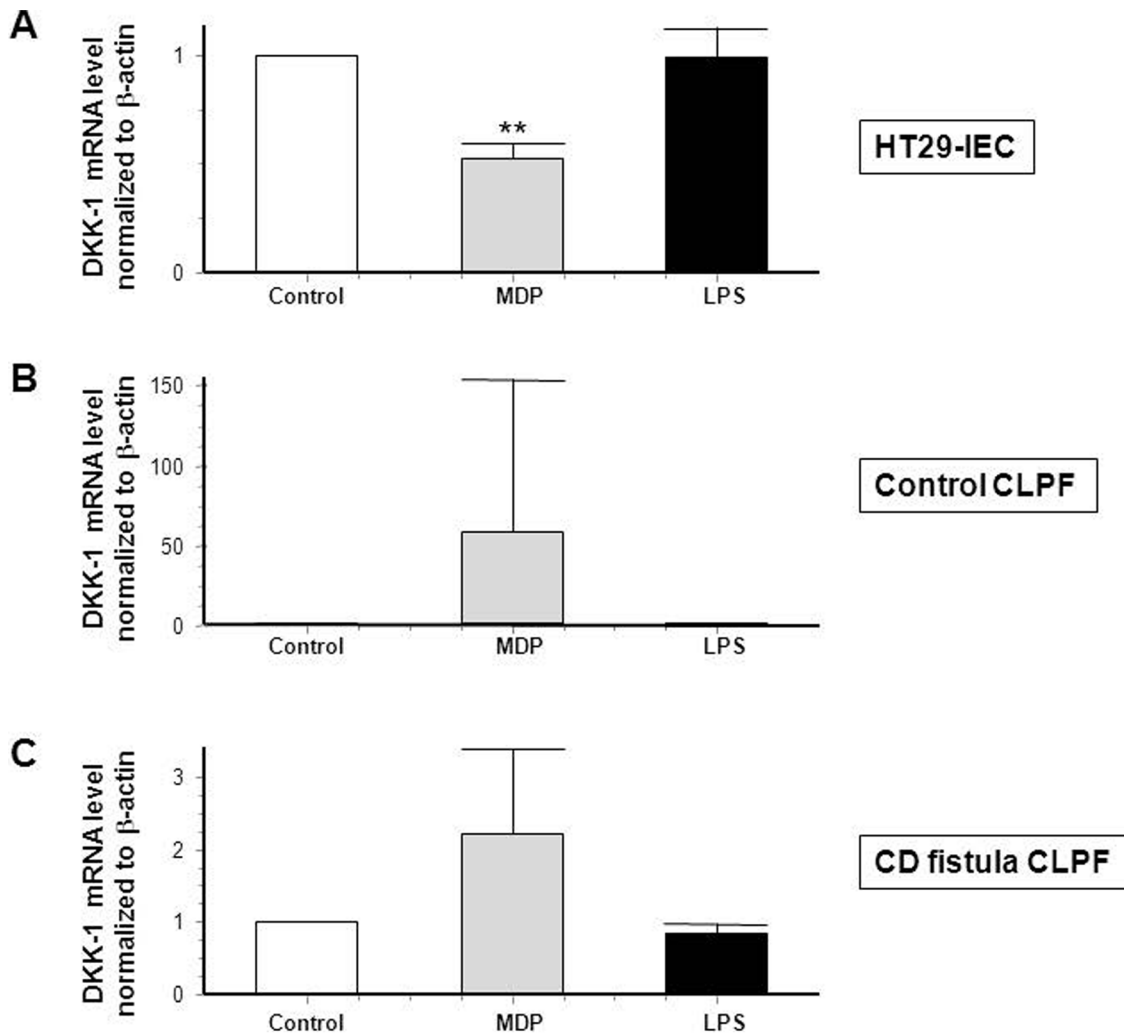 A
DKK-1 mRNA level
normalized to β-actin
1
0
**
Control
MDP
LPS
HT29-IEC
B
DKK-1 mRNA level
normalized to β-actin
150
100
50
0
Control
MDP
LPS
Control CLPF
C
DKK-1 mRNA level
normalized to β-actin
3
2
1
0
Control
MDP
LPS
CD fistula CLPF